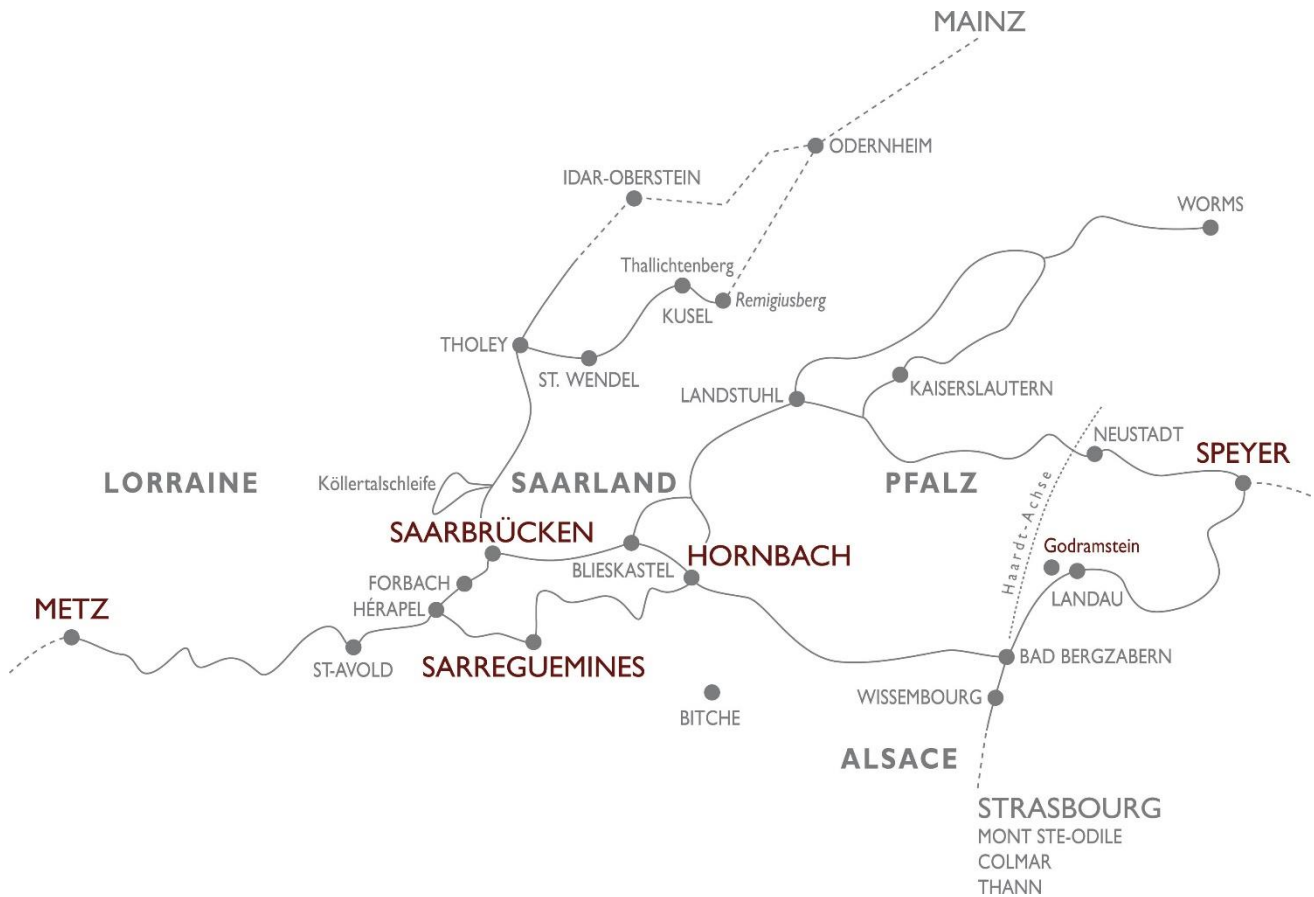 MAINZ
ODERNHEIM
IDAR-OBERSTEIN
WORMS
Thallichtenberg
Remigiusberg
KUSEL
THOLEY
ST. WENDEL
LANDSTUHL
KAISERSLAUTERN
NEUSTADT
SPEYER
LORRAINE
Köllertalschleife
SAARLAND
PFALZ
Haardt-Achse
SAARBRÜCKEN
HORNBACH
Godramstein
BLIESKASTEL
FORBACH
LANDAU
HÉRAPEL
METZ
ST-AVOLD
SARREGUEMINES
BAD BERGZABERN
WISSEMBOURG
BITCHE
ALSACE
STRASBOURG
MONT STE-ODILE
COLMAR
THANN